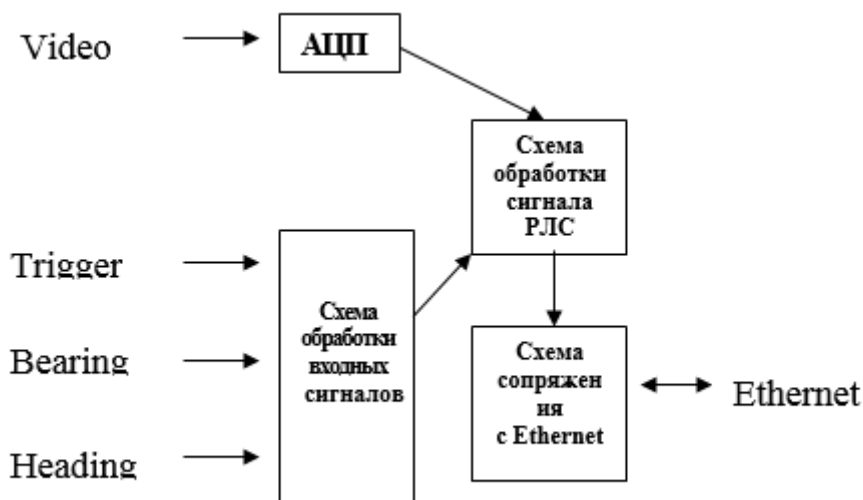 Video
АЦП
Схема
обработки
сигнала
РЛС
Trigger
Bearing
Heading
Схема
обработки
входных
сигналов
Схема
сопряжен
ия
с Ethernet
Ethernet